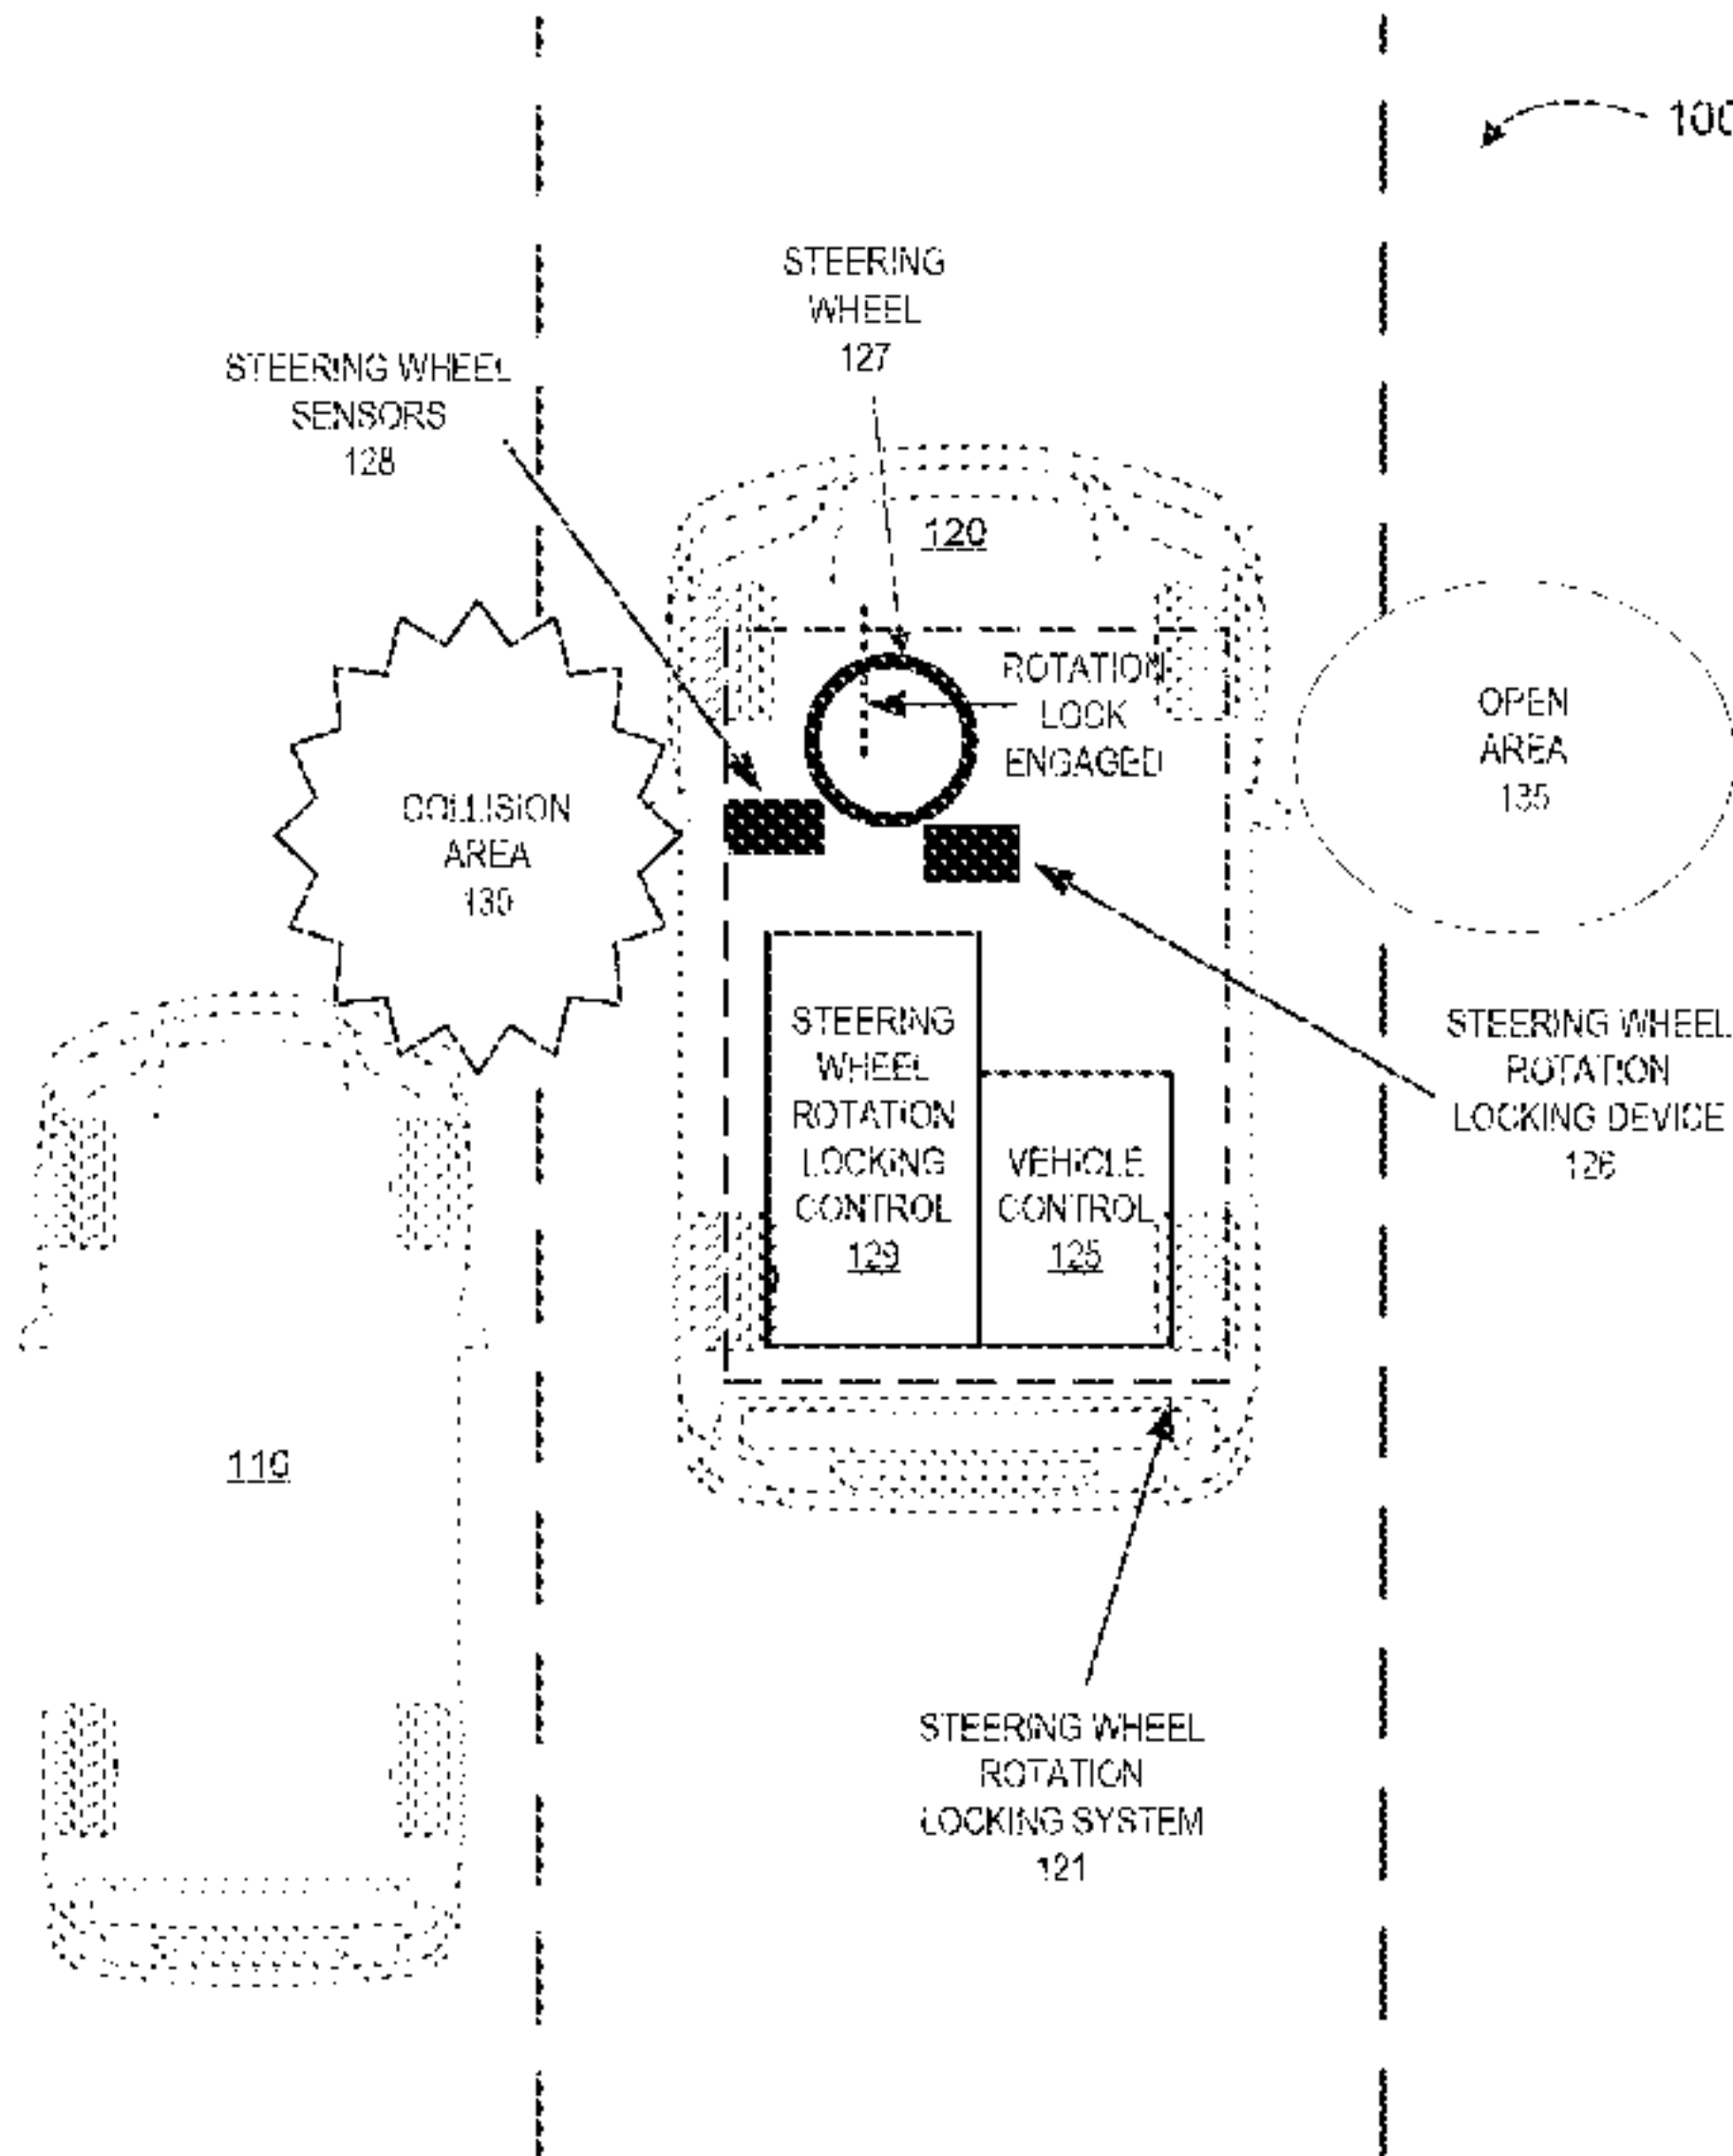 100
STEERING
WHEEL
127
STEERING WHEEL
SENSORS
128
120
ROTATION
LOCK
ENGAGED
OPEN
AREA
135
COLLISION
AREA
130
STEERING
WHEEL
ROTATION
LOCKING
CONTROL
129
VEHICLE
CONTROL
125
STEERING WHEEL
ROTATION
LOCKING DEVICE
126
110
STEERING WHEEL
ROTATION
LOCKING SYSTEM
121